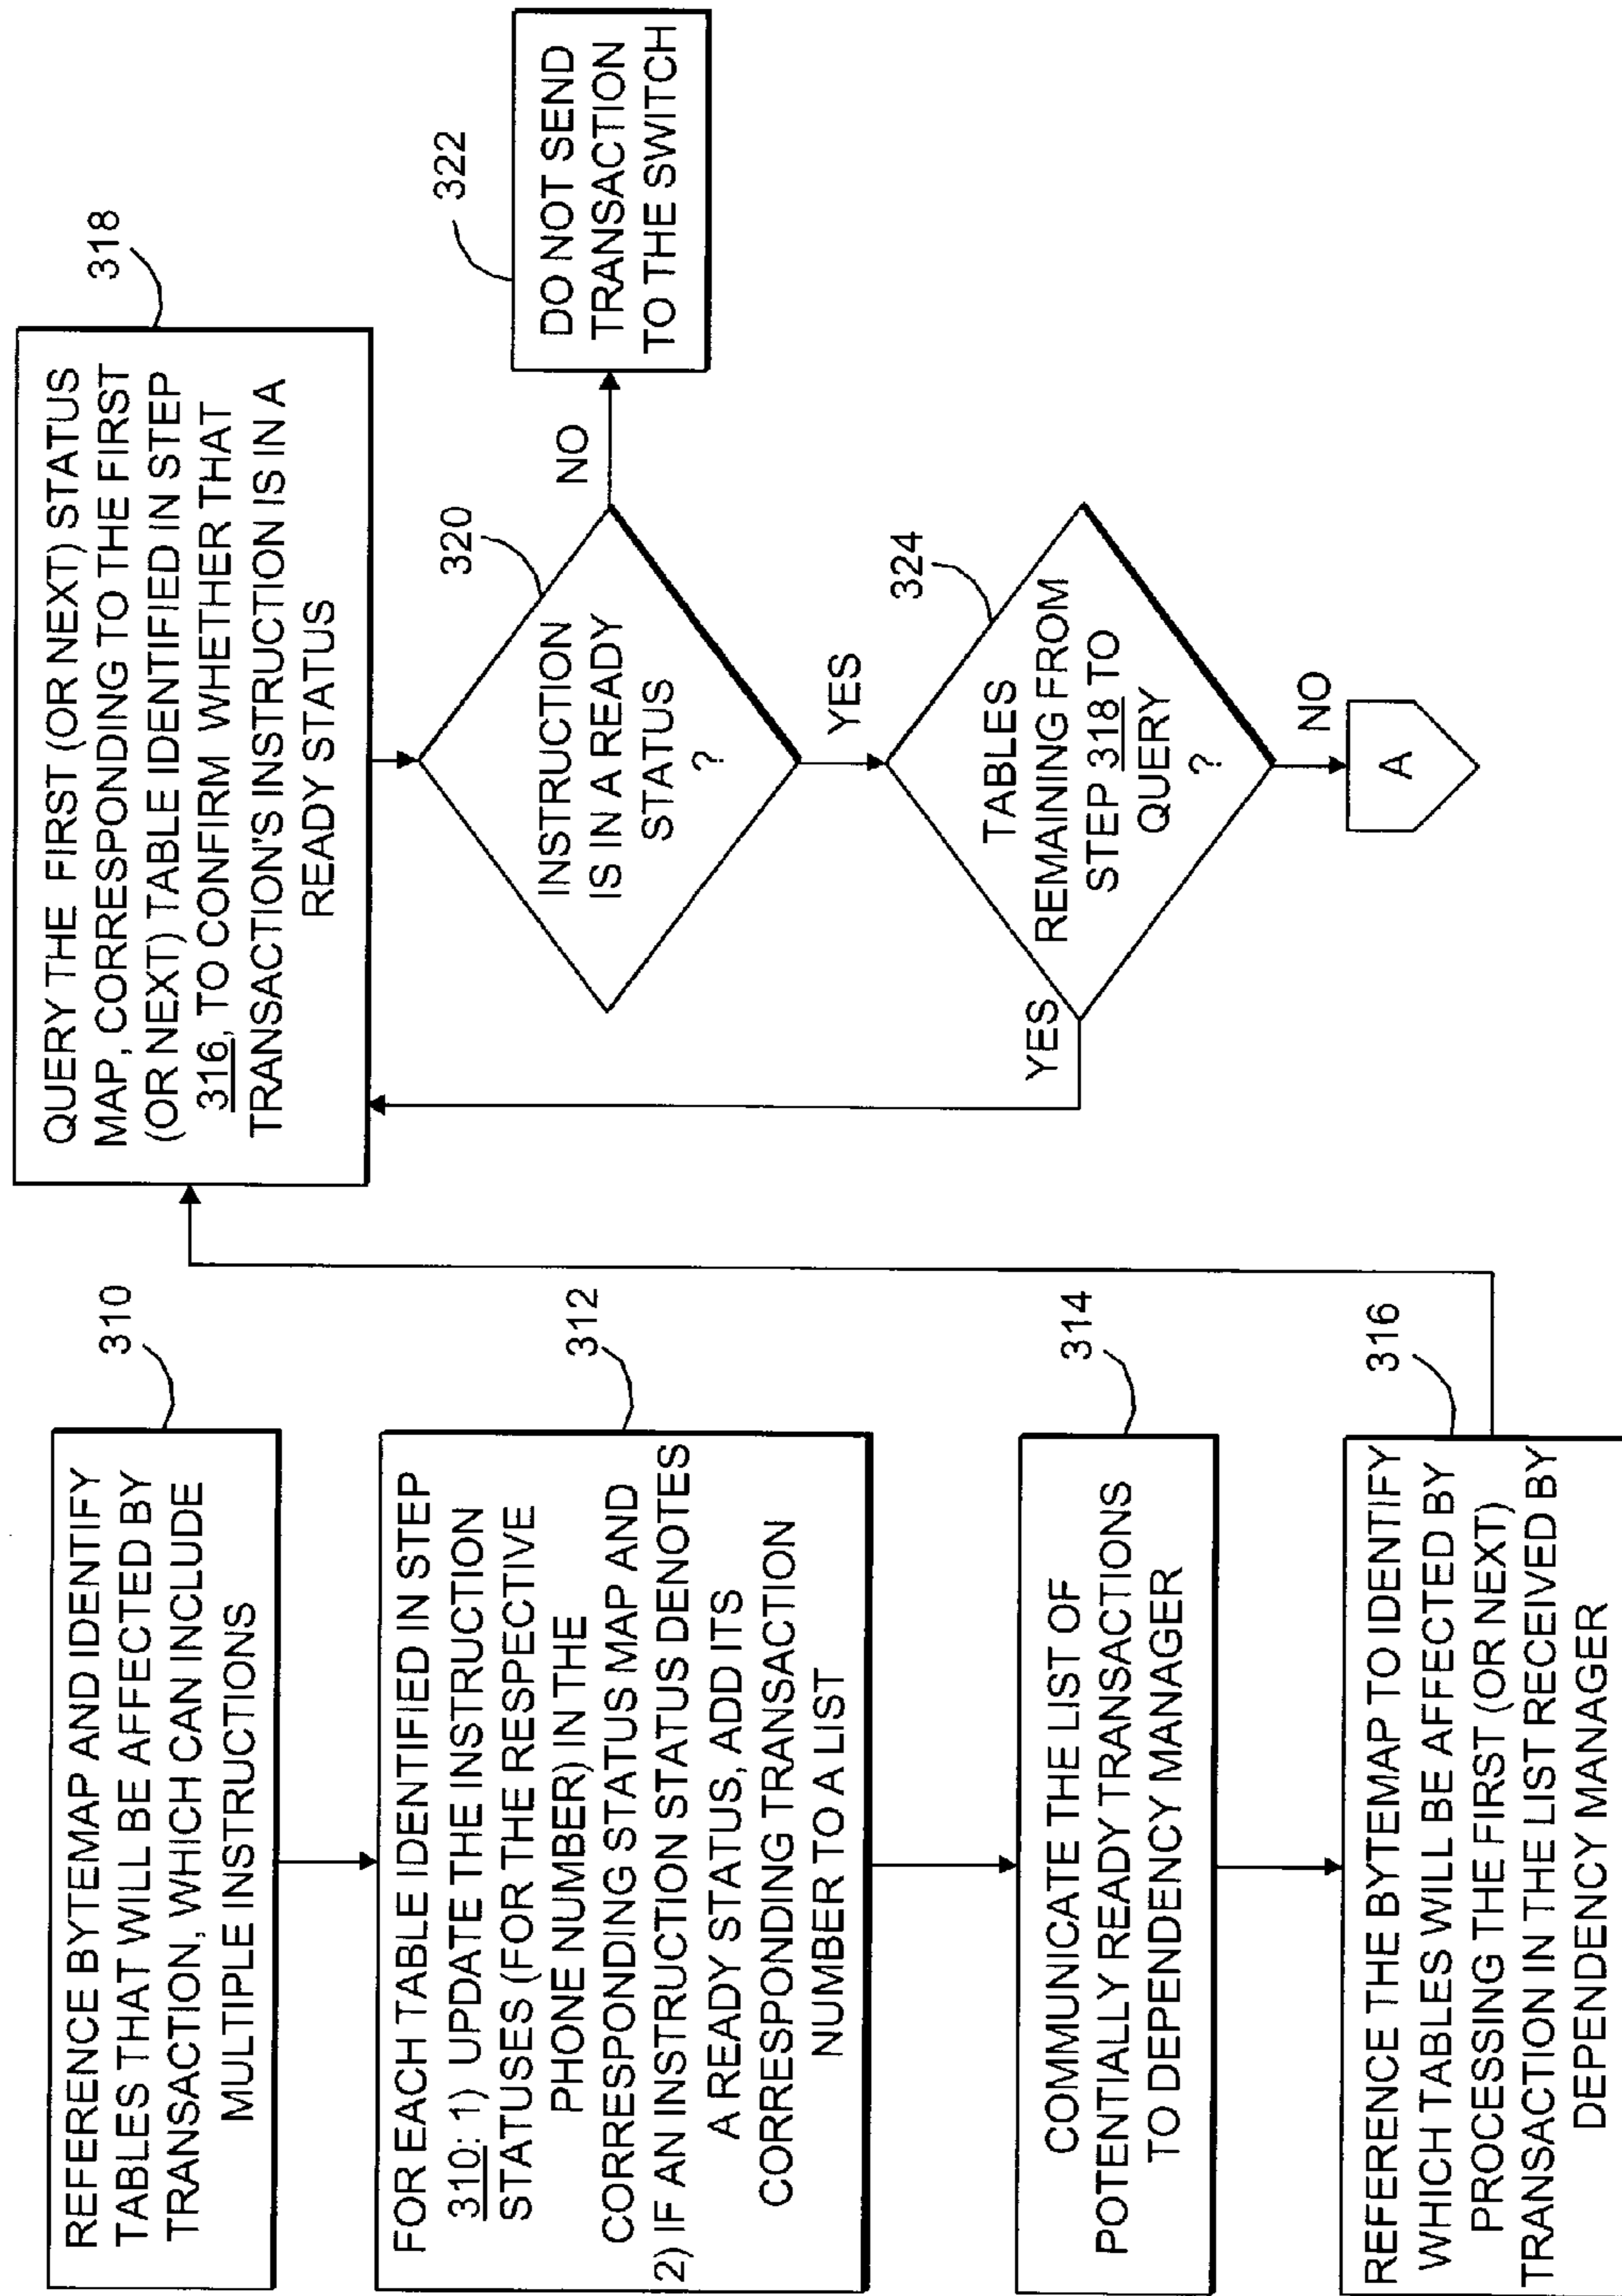 REFERENCE BYTEMAP AND IDENTIFY
TABLES THAT WILL BE AFFECTED BY
TRANSACTION, WHICH CAN INCLUDE
MULTIPLE INSTRUCTIONS
310
FOR EACH TABLE IDENTIFIED IN STEP
310: 1) UPDATE THE INSTRUCTION
STATUSES (FOR THE RESPECTIVE
PHONE NUMBER) IN THE
CORRESPONDING STATUS MAP AND
2) IF AN INSTRUCTION STATUS DENOTES
A READY STATUS, ADD ITS
CORRESPONDING TRANSACTION
NUMBER TO A LIST
312
COMMUNICATE THE LIST OF
POTENTIALLY READY TRANSACTIONS
TO DEPENDENCY MANAGER
314
REFERENCE THE BYTEMAP TO IDENTIFY
WHICH TABLES WILL BE AFFECTED BY
PROCESSING THE FIRST (OR NEXT)
TRANSACTION IN THE LIST RECEIVED BY
DEPENDENCY MANAGER
316
QUERY THE FIRST (OR NEXT) STATUS
MAP, CORRESPONDING TO THE FIRST
(OR NEXT) TABLE IDENTIFIED IN STEP
316, TO CONFIRM WHETHER THAT
TRANSACTION'S INSTRUCTION IS IN A
READY STATUS
318
INSTRUCTION
IS IN A READY
STATUS
?
320
NO
DO NOT SEND
TRANSACTION
TO THE SWITCH
322
YES
TABLES
REMAINING FROM
STEP 318 TO
QUERY
?
324
YES
NO
A